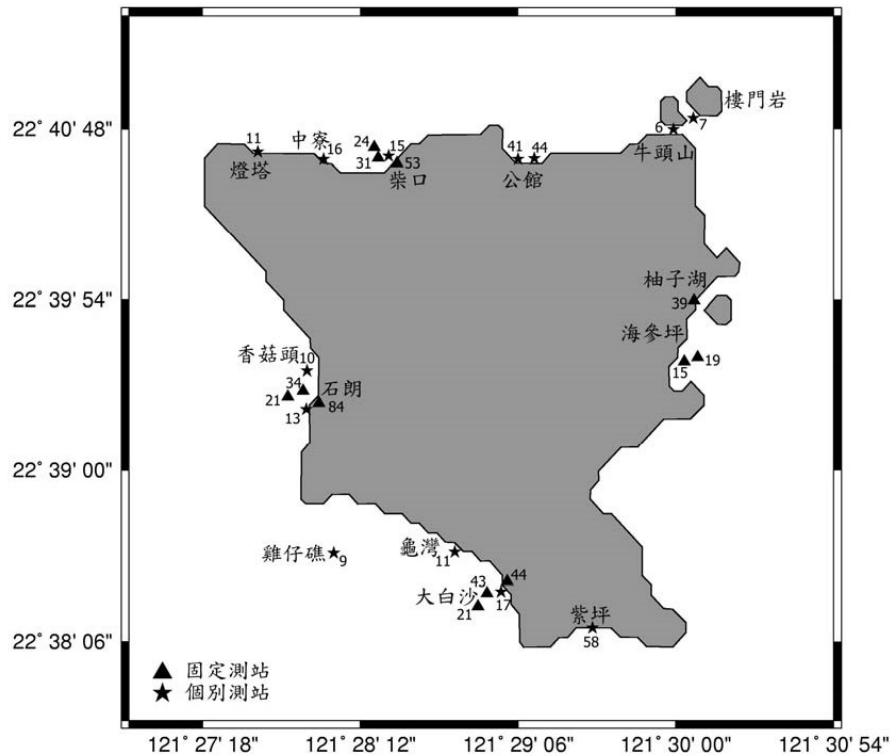 樓門岩
22° 40' 48"
6
7
11
中寮
24
15
41
44
牛頭山
燈塔
16
31
53
柴口
公館
柚子湖
22° 39' 54"
39
海參坪
香菇頭
10
15
19
34
石朗
21
84
13
22° 39' 00"
雞仔礁
9
龜灣
11
44
43
大白沙
17
21
紫坪
22° 38' 06"
58
▲ 固定測站
★ 個別測站
121° 27' 18"
121° 28' 12"
121° 29' 06"
121° 30' 00"
121° 30' 54"